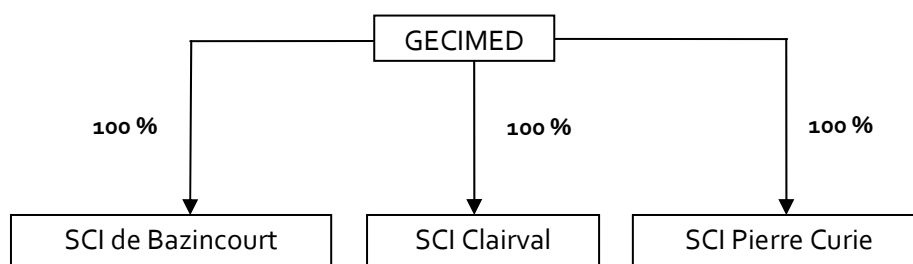 GECIMED
100 % 100 % 100 %
SCI de Bazincourt SCI Clairval SCI Pierre Curie